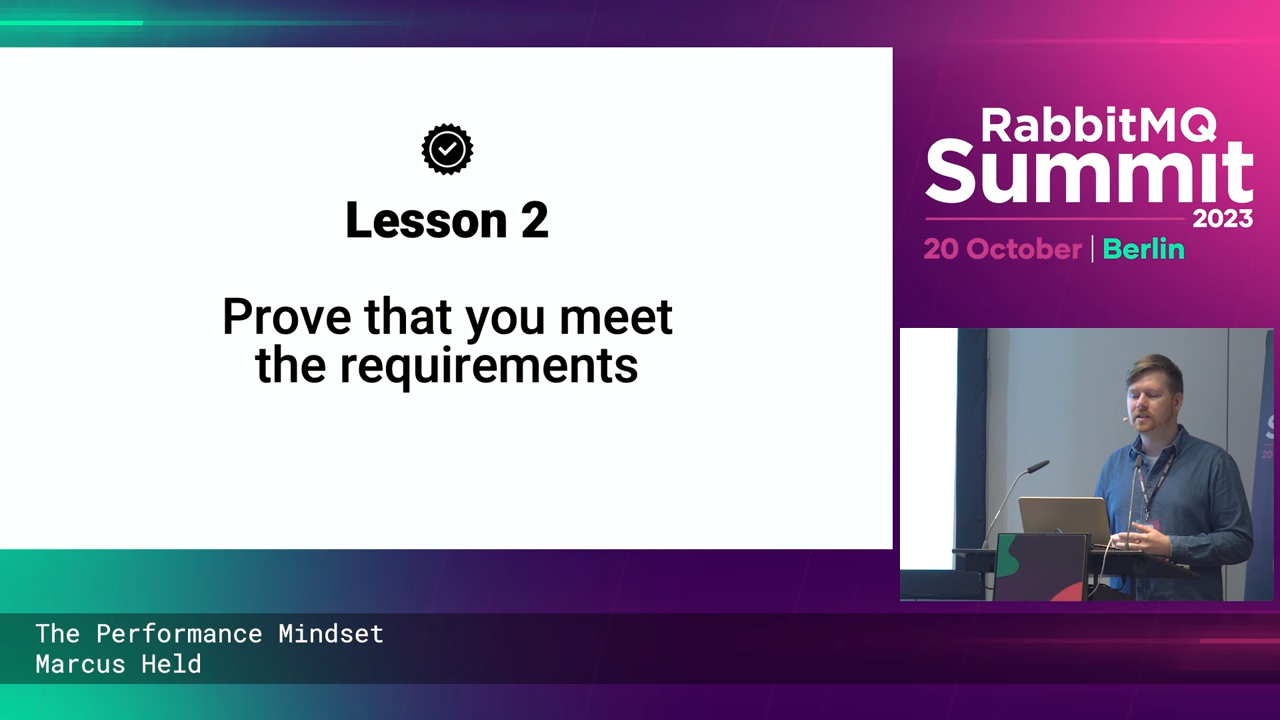 Lesson 2
Prove that you meet
the requirements
RabbitMQ
Summit
2023
20 October | Berlin
The Performance Mindset
Marcus Held